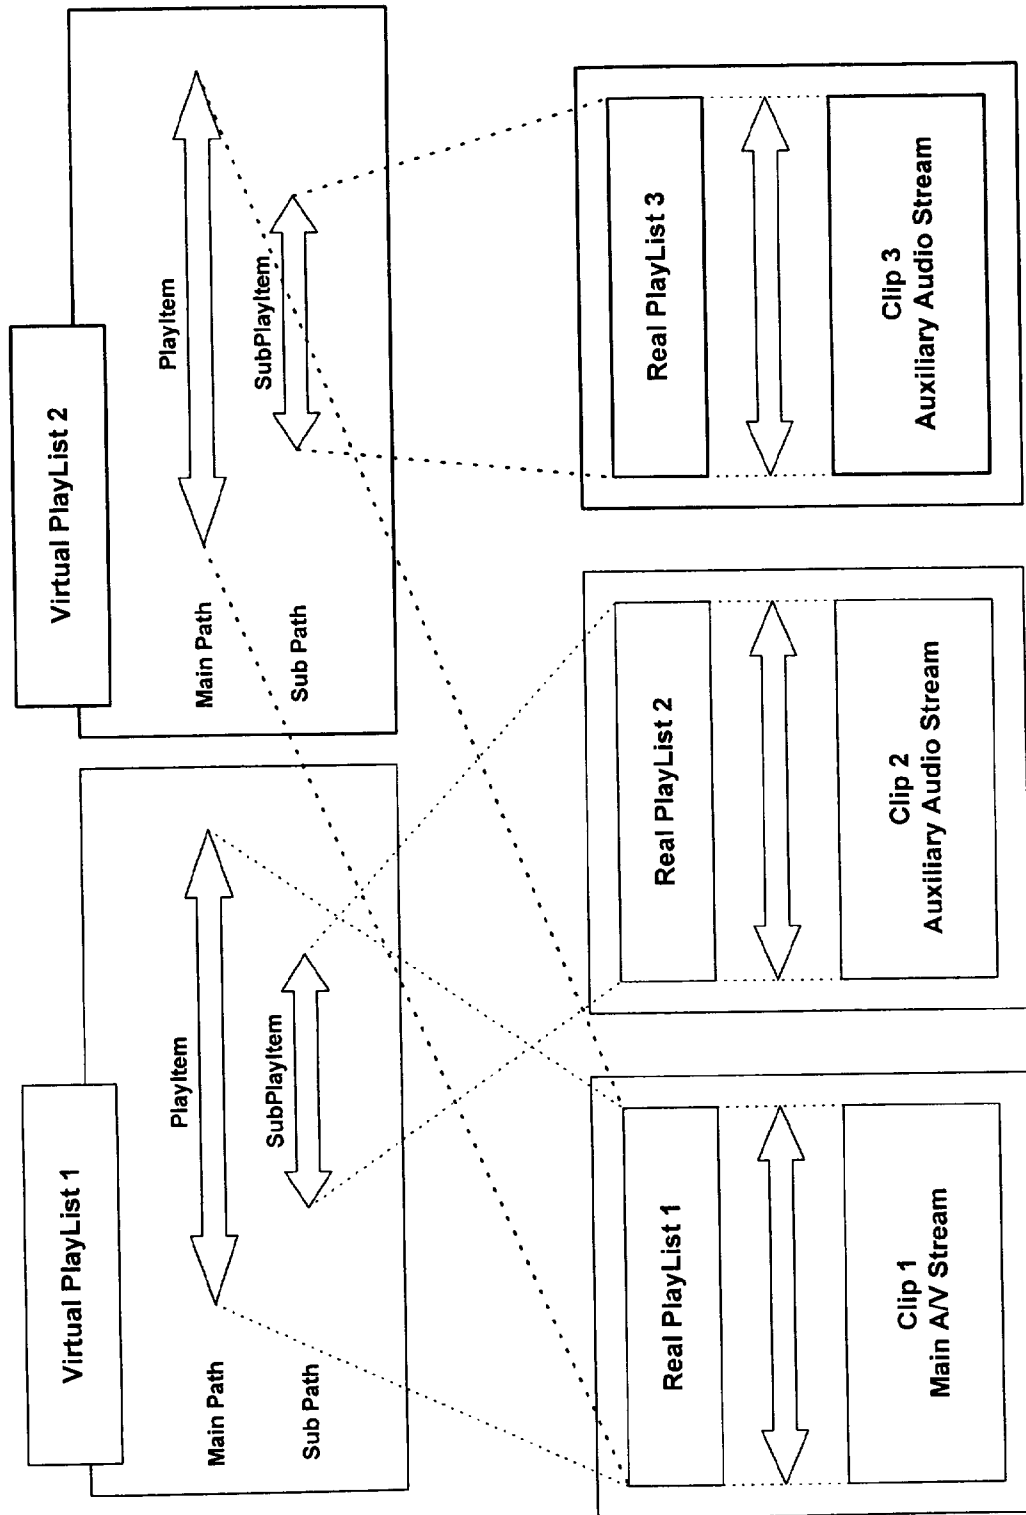 Virtual PlayList 1
PlayItem
Main Path
SubPlayItem
Sub Path
Virtual PlayList 2
PlayItem
Main Path
SubPlayItem
Sub Path
Real PlayList 1
Clip 1
Main A/V Stream
Real PlayList 2
Clip 2
Auxiliary Audio Stream
Real PlayList 3
Clip 3
Auxiliary Audio Stream